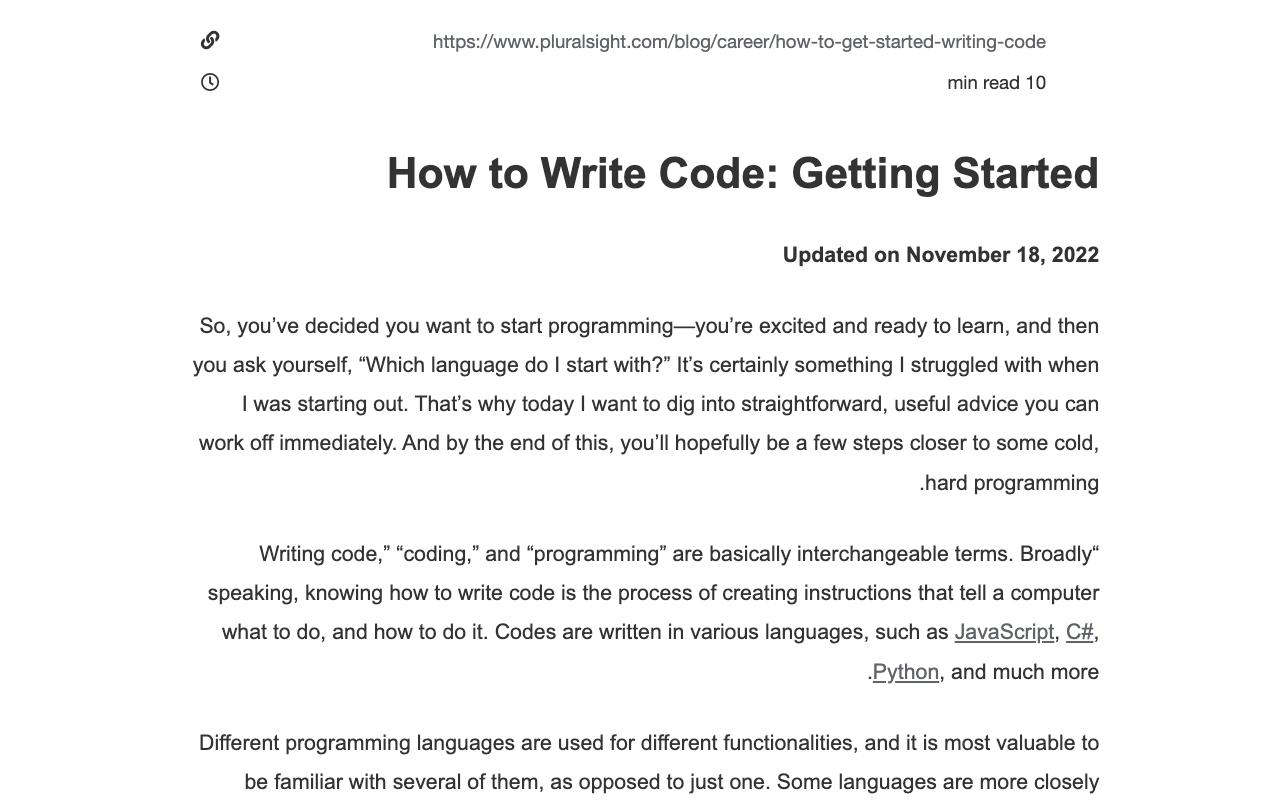 https://www.pluralsight.com/blog/career/how-to-get-started-writing-code
min read 10
How to Write Code: Getting Started
Updated on November 18, 2022
So, you’ve decided you want to start programming—you’re excited and ready to learn, and then
you ask yourself, “Which language do I start with?” It’s certainly something I struggled with when
I was starting out. That’s why today I want to dig into straightforward, useful advice you can
work off immediately. And by the end of this, you’ll hopefully be a few steps closer to some cold,
.hard programming
Writing code,” “coding,” and “programming” are basically interchangeable terms. Broadly“
speaking, knowing how to write code is the process of creating instructions that tell a computer
what to do, and how to do it. Codes are written in various languages, such as JavaScript, C#,
.Python, and much more
Different programming languages are used for different functionalities, and it is most valuable to
be familiar with several of them, as opposed to just one. Some languages are more closely